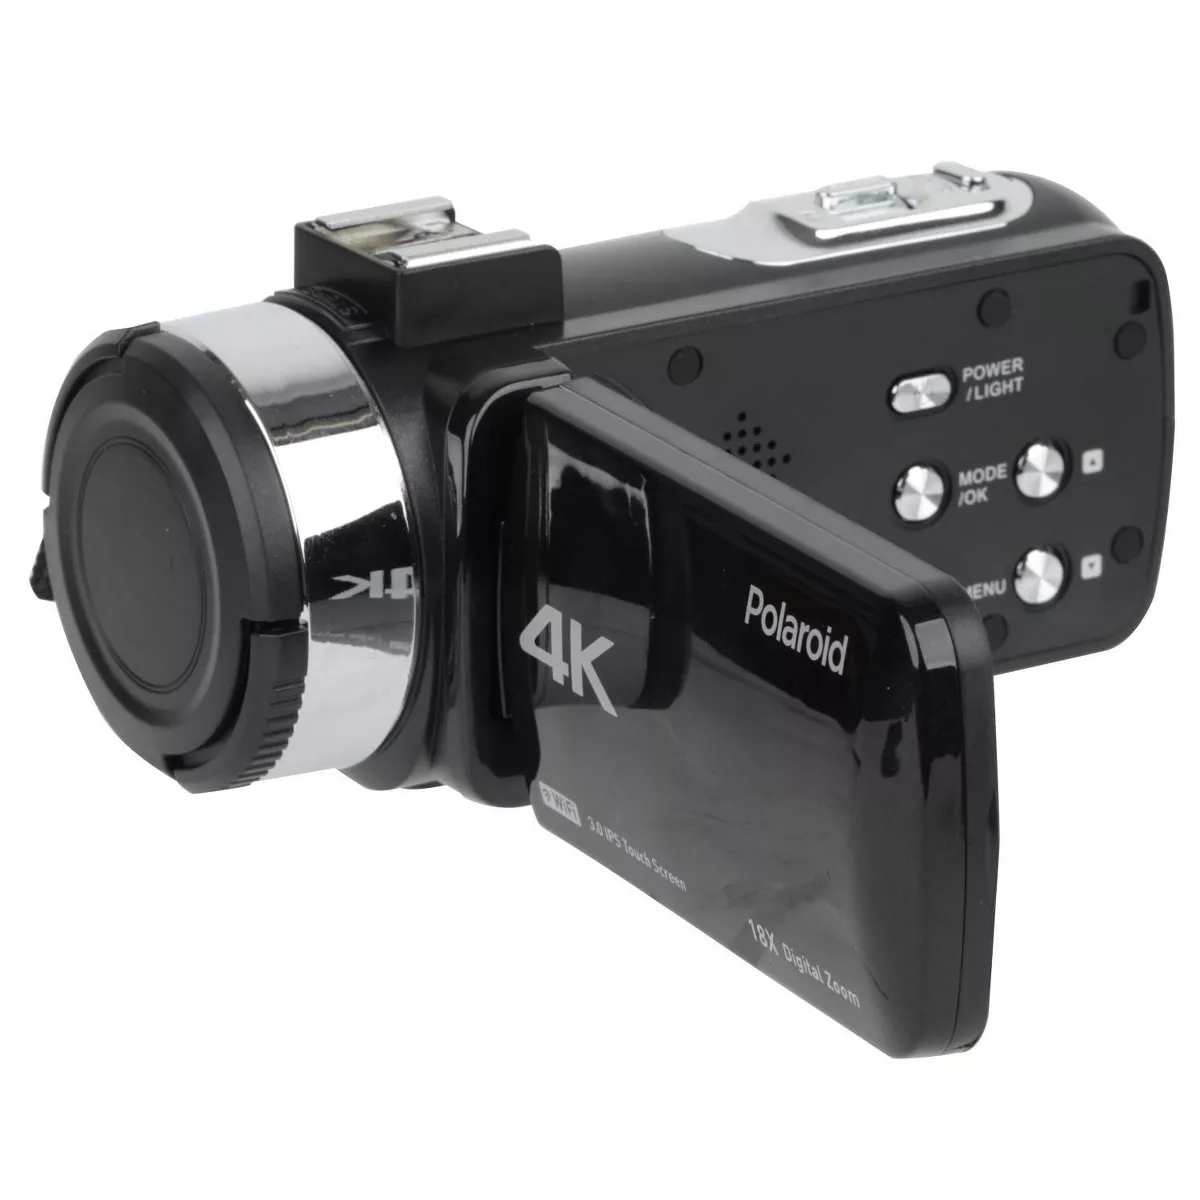 POWER
/LIGHT
MODE
/OK
MENU
4K
4K
Polaroid
WiFi
3.0 IPS Touch Screen
18X Digital Zoom